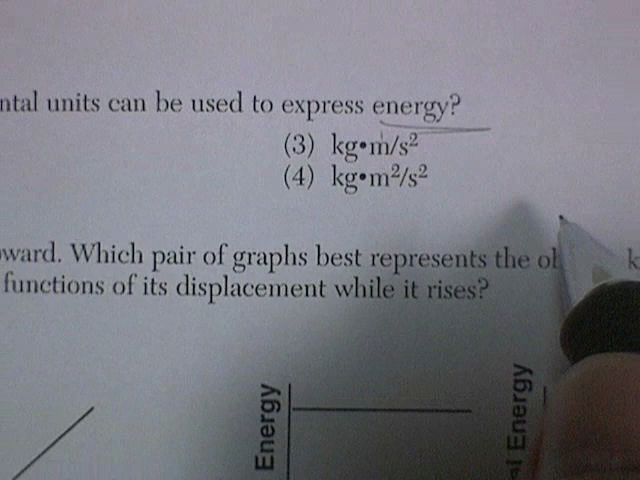 ntal units can be used to express energy?
(3) kg•m/s²
(4) kg•m²/s²
ward. Which pair of graphs best represents the ol k
functions of its displacement while it rises?
Energy
al Energy